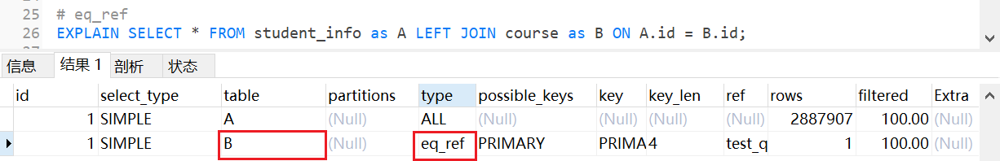 25 # eq_ref
26 EXPLAIN SELECT * FROM student_info as A LEFT JOIN course as B ON A.id = B.id;
信息 结果 1 剖析 状态
id select_type table partitions type possible_keys key key_len ref rows filtered Extra
1 SIMPLE A (Null) ALL (Null) (Null) (Null) (Null) 2887907 100.00 (Null)
1 SIMPLE B (Null) eq_ref PRIMARY PRIMA 4 test_q 1 100.00 (Null)